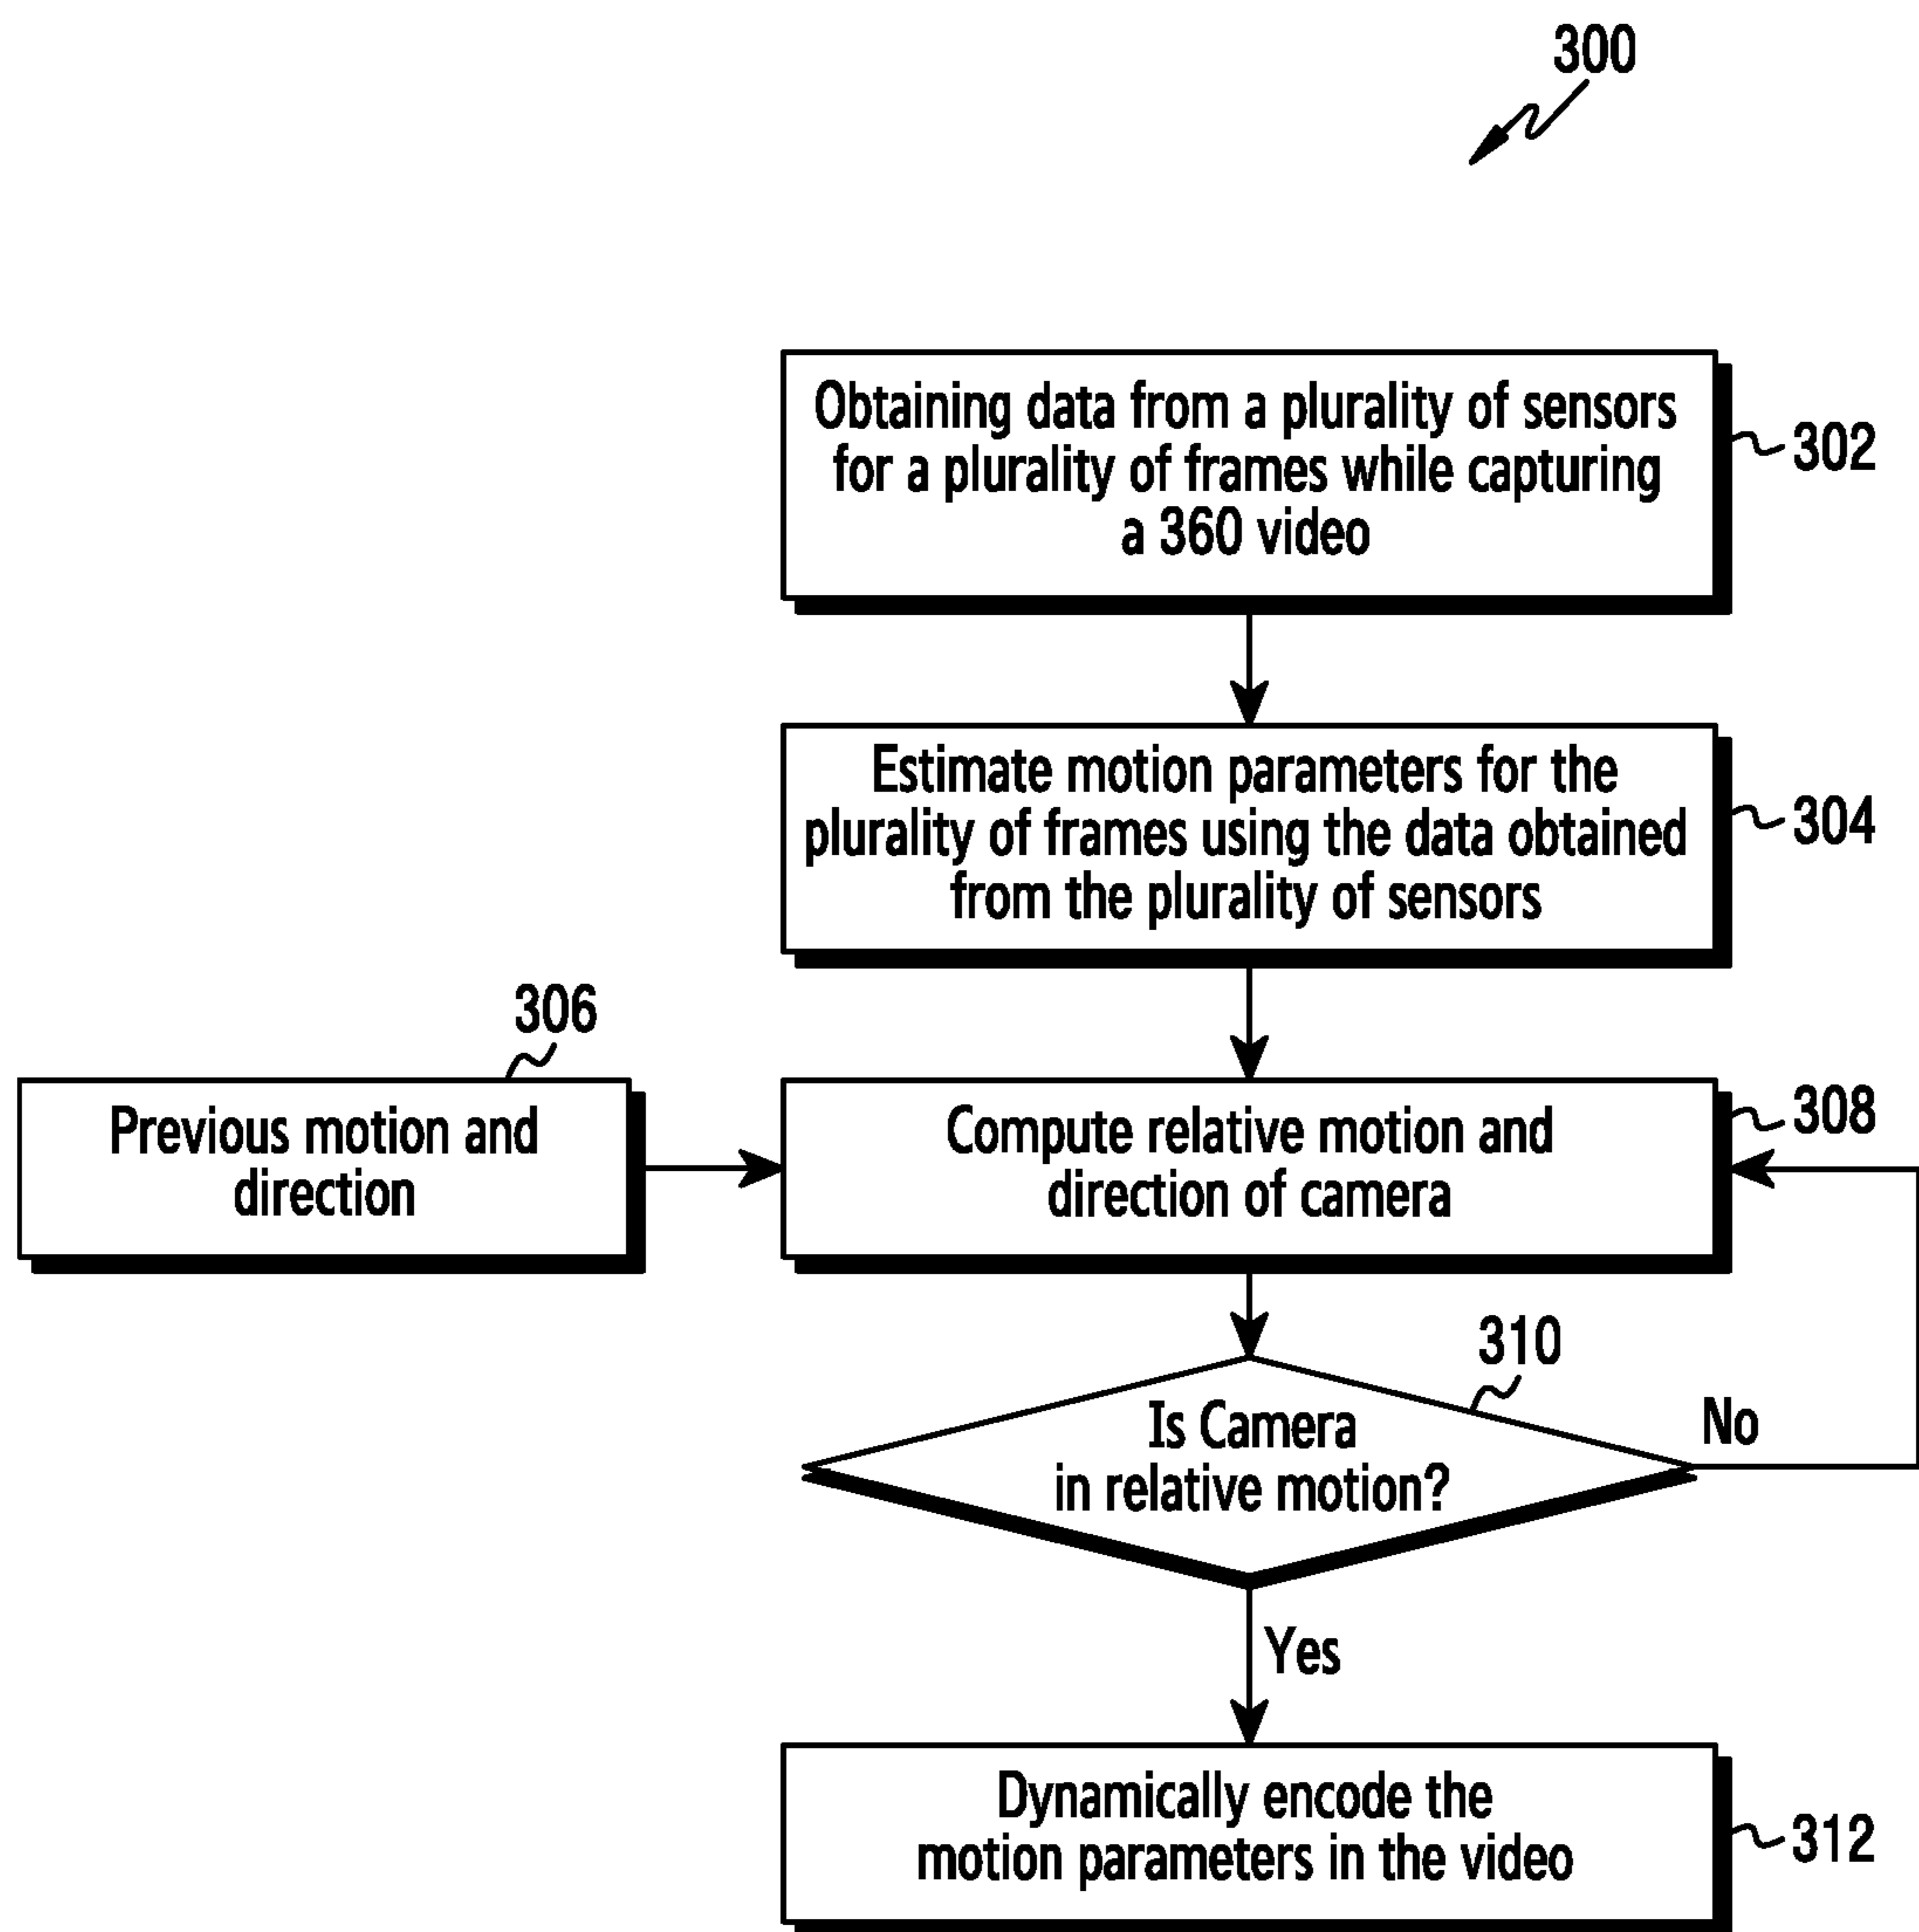 300
Obtaining data from a plurality of sensors
for a plurality of frames while capturing
a 360 video
302
Estimate motion parameters for the
plurality of frames using the data obtained
from the plurality of sensors
304
306
Previous motion and
direction
Compute relative motion and
direction of camera
308
310
Is Camera
in relative motion?
No
Yes
Dynamically encode the
motion parameters in the video
312